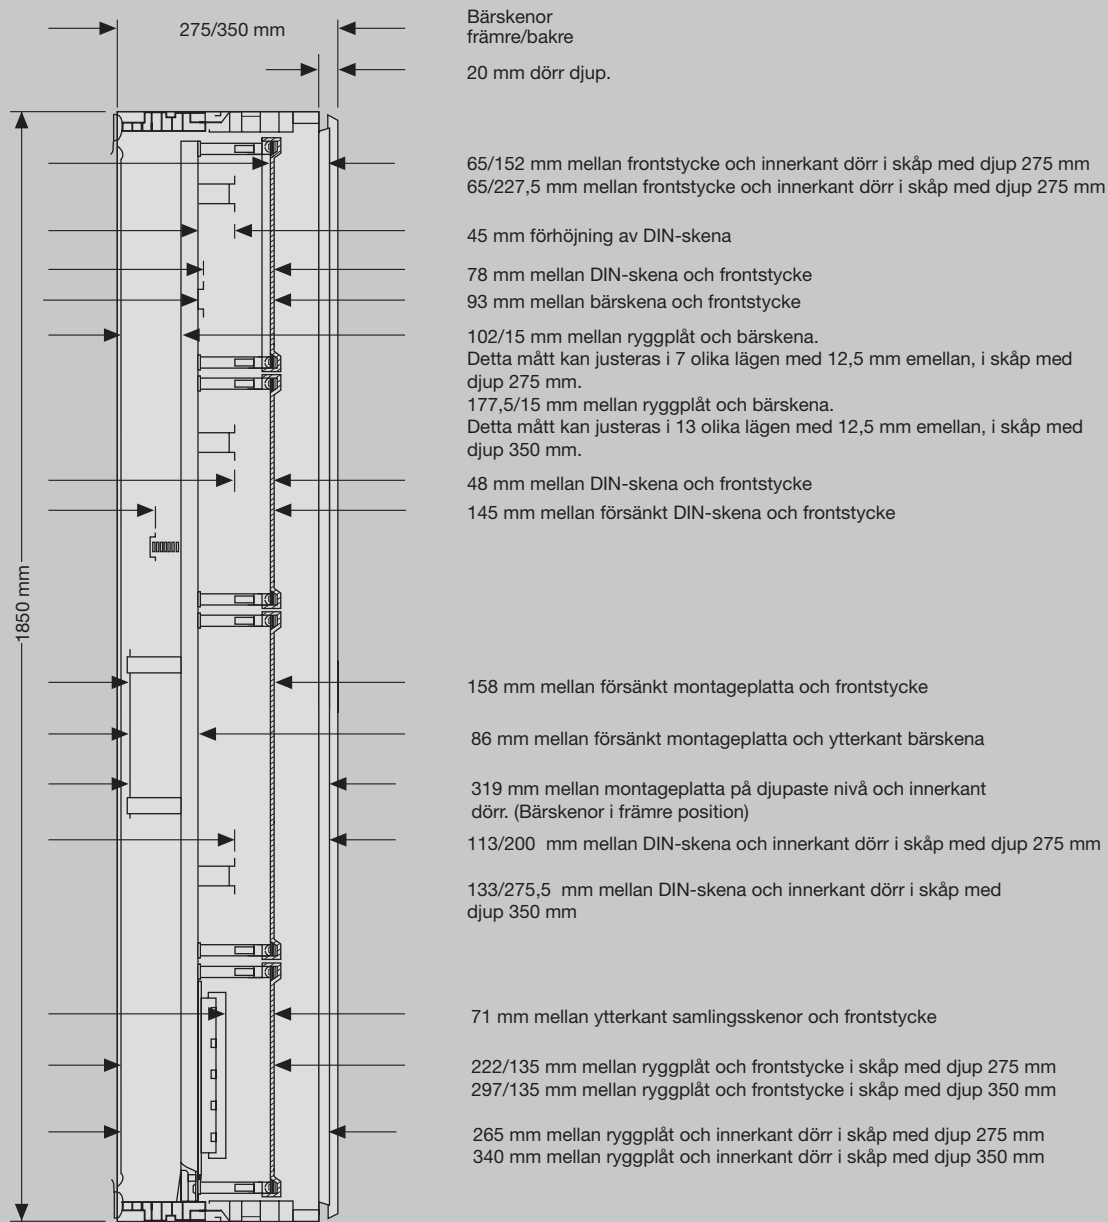 275/350 mm
Bärskenor
främre/bakre
20 mm dörr djup.
65/152 mm mellan frontstycke och innerkant dörr i skåp med djup 275 mm
65/227,5 mm mellan frontstycke och innerkant dörr i skåp med djup 275 mm
45 mm förhöjning av DIN-skena
78 mm mellan DIN-skena och frontstycke
93 mm mellan bärskena och frontstycke
102/15 mm mellan ryggplåt och bärskena.
Detta mått kan justeras i 7 olika lägen med 12,5 mm emellan, i skåp med
djup 275 mm.
177,5/15 mm mellan ryggplåt och bärskena.
Detta mått kan justeras i 13 olika lägen med 12,5 mm emellan, i skåp med
djup 350 mm.
48 mm mellan DIN-skena och frontstycke
145 mm mellan försänkt DIN-skena och frontstycke
1850 mm
158 mm mellan försänkt montageplatta och frontstycke
86 mm mellan försänkt montageplatta och ytterkant bärskena
319 mm mellan montageplatta på djupaste nivå och innerkant
dörr. (Bärskenor i främre position)
113/200 mm mellan DIN-skena och innerkant dörr i skåp med djup 275 mm
133/275,5 mm mellan DIN-skena och innerkant dörr i skåp med
djup 350 mm
71 mm mellan ytterkant samlingsskenor och frontstycke
222/135 mm mellan ryggplåt och frontstycke i skåp med djup 275 mm
297/135 mm mellan ryggplåt och frontstycke i skåp med djup 350 mm
265 mm mellan ryggplåt och innerkant dörr i skåp med djup 275 mm
340 mm mellan ryggplåt och innerkant dörr i skåp med djup 350 mm